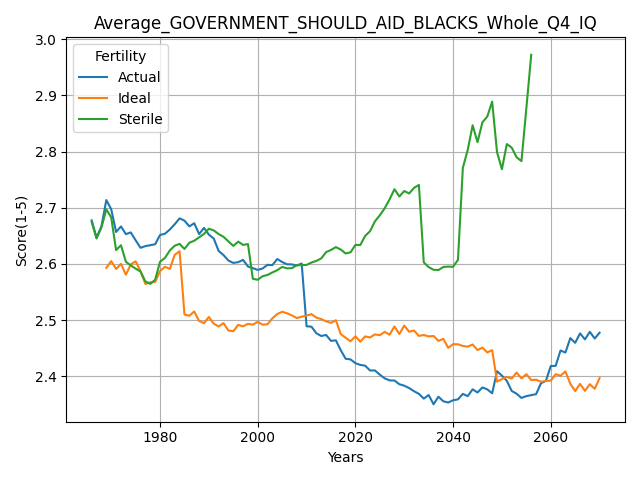 Average_GOVERNMENT_SHOULD_AID_BLACKS_Whole_Q4_IQ
Fertility
Actual
Ideal
Sterile
Score(1-5)
3.0
2.9
2.8
2.7
2.6
2.5
2.4
1980 2000 2020 2040 2060
Years